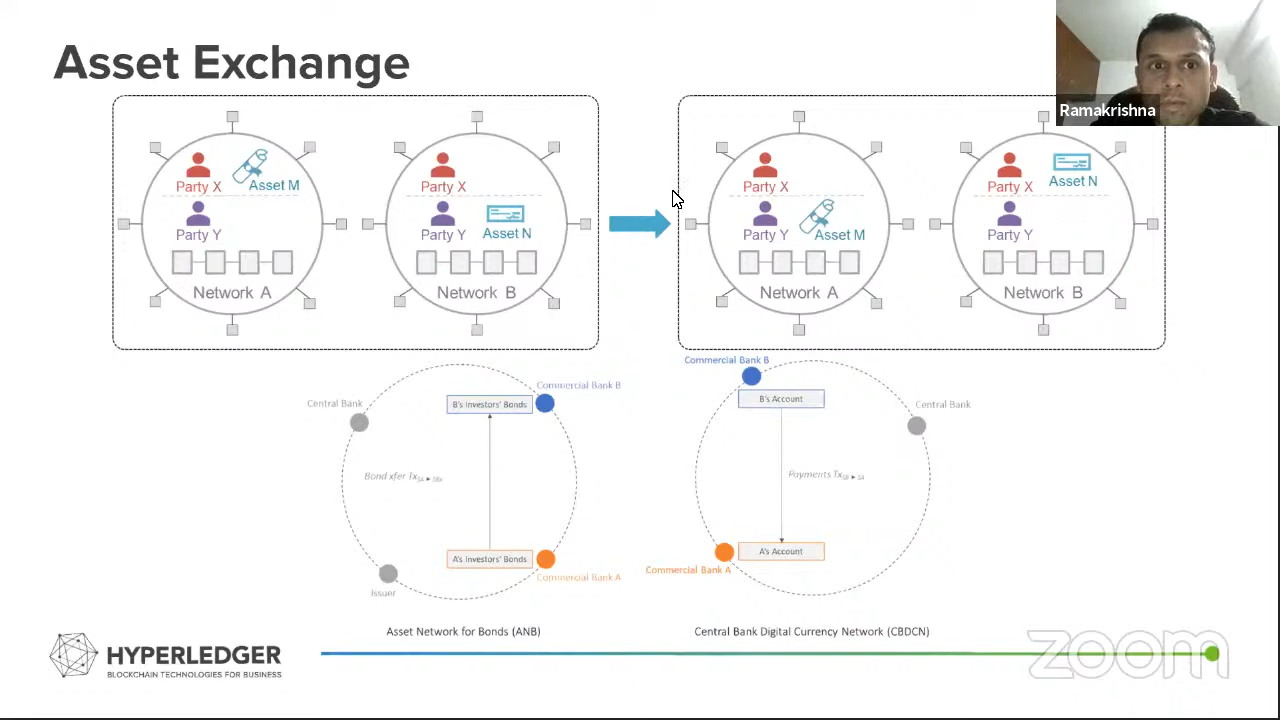 Asset Exchange
Ramakrishna
Party X
Asset M
Party Y
Network A
Party X
Party Y
Asset N
Network B
Party X
Party Y
Asset M
Network A
Party X
Asset N
Party Y
Network B
Commercial Bank B
Central Bank
B's Investors' Bonds
Bond xfer Tx
A's Investors' Bonds
Commercial Bank A
Issuer
Asset Network for Bonds (ANB)
Commercial Bank B
B's Account
Central Bank
Payments Tx
A's Account
Commercial Bank A
Central Bank Digital Currency Network (CBDCN)
HYPERLEDGER
BLOCKCHAIN TECHNOLOGIES FOR BUSINESS
zoom